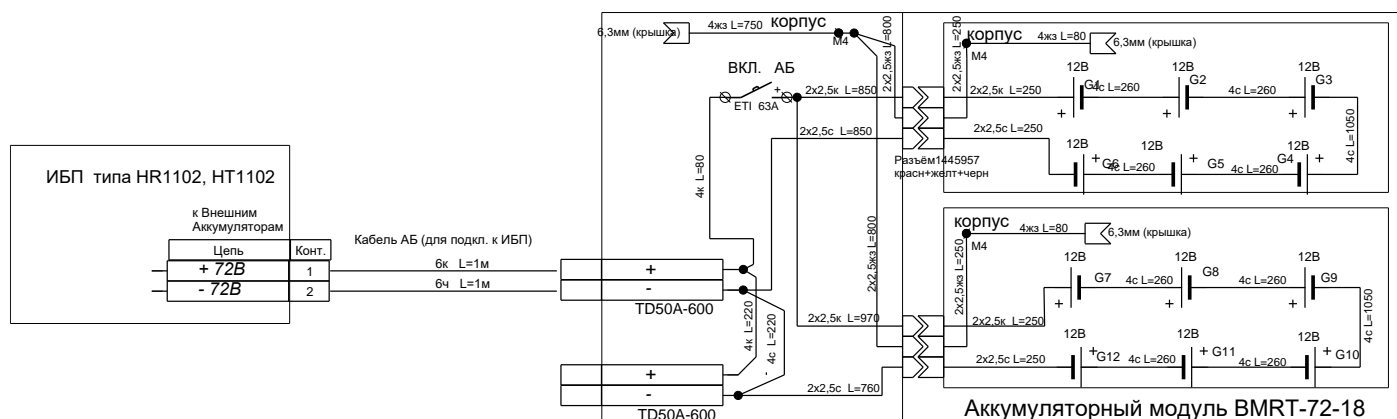 ИБП типа HR1102, HT1102
к Внешним
Аккумуляторам
Цепь
Конт.
+ 72В
1
- 72В
2
Кабель АБ (для подкл. к ИБП)
6к L=1м
6ч L=1м
+
-
TD50A-600
+
-
TD50A-600
6,3мм (крышка)
4жз L=750
корпус
М4
ВКЛ. АБ
+
ETI 63A
4к L=80
4к L=220
- 4с L=220
2х2,5к L=850
2х2,5с L=850
2х2,5жз L=800
2х2,5жз L=800
2х2,5к L=970
2х2,5с L=760
Разъём1445957
красн+желт+черн
2х2,5жз L=250
корпус
М4
4жз L=80
6,3мм (крышка)
2х2,5к L=250
2х2,5с L=250
12В
G1
+
4с L=260
12В
G2
+
4с L=260
12В
G3
+
4с L=1050
12В
+
G6
4с L=260
12В
+
G5
4с L=260
12В
G4
+
2х2,5жз L=250
корпус
М4
4жз L=80
6,3мм (крышка)
2х2,5к L=250
2х2,5с L=250
12В
G7
+
4с L=260
12В
G8
+
4с L=260
12В
G9
+
4с L=1050
12В
+
G12
4с L=260
12В
+
G11
4с L=260
12В
+
G10
Аккумуляторный модуль BMRT-72-18